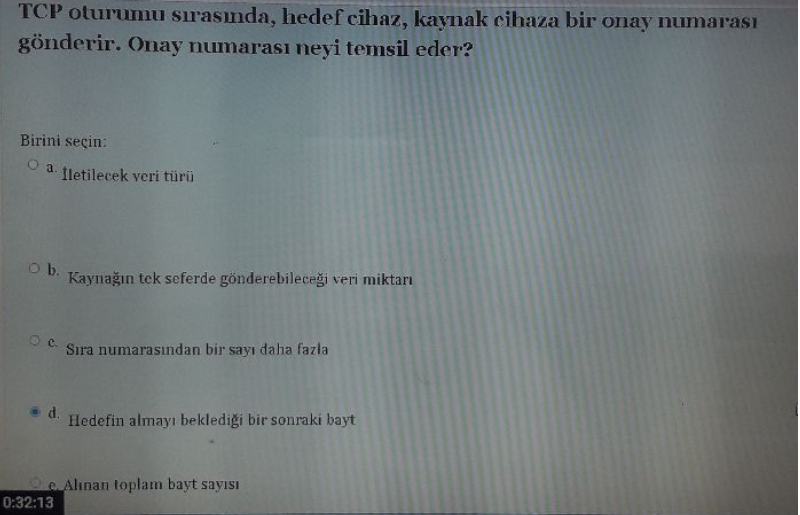 TCP oturumu sırasında, hedef cihaz, kaynak cihaza bir onay numarası
gönderir. Onay numarası neyi temsil eder?
Birini seçin:
a. İletilecek veri türü
b. Kaynağın tek seferde gönderebileceği veri miktarı
c. Sıra numarasından bir sayı daha fazla
d. Hedefin almayı beklediği bir sonraki bayt
e. Alınan toplam bayt sayısı
0:32:13